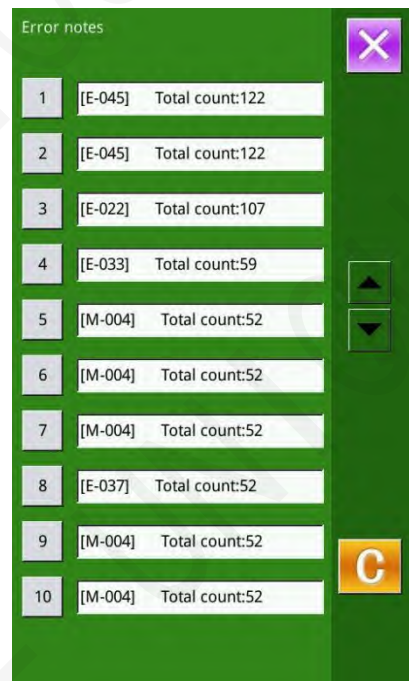 Error notes
1 [E-045] Total count:122
2 [E-045] Total count:122
3 [E-022] Total count:107
4 [E-033] Total count:59
5 [M-004] Total count:52
6 [M-004] Total count:52
7 [M-004] Total count:52
8 [E-037] Total count:52
9 [M-004] Total count:52
C
10 [M-004] Total count:52